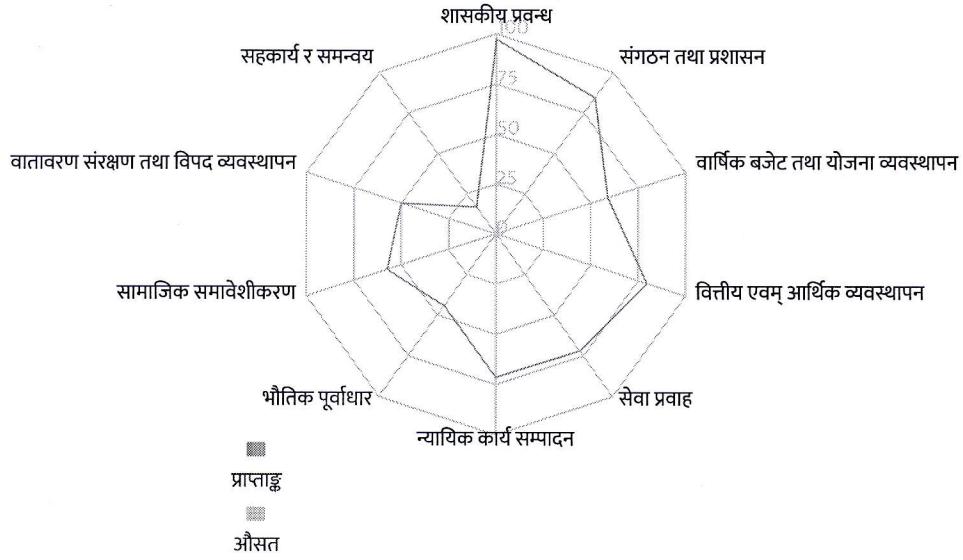 शासकीय प्रवन्ध
100
सहकार्य र समन्वय
संगठन तथा प्रशासन
75
50
वातावरण संरक्षण तथा विपद व्यवस्थापन
वार्षिक बजेट तथा योजना व्यवस्थापन
25
0
सामाजिक समावेशीकरण
वित्तीय एवम् आर्थिक व्यवस्थापन
भौतिक पूर्वाधार
सेवा प्रवाह
न्यायिक कार्य सम्पादन
प्राप्ताङ्क
औसत